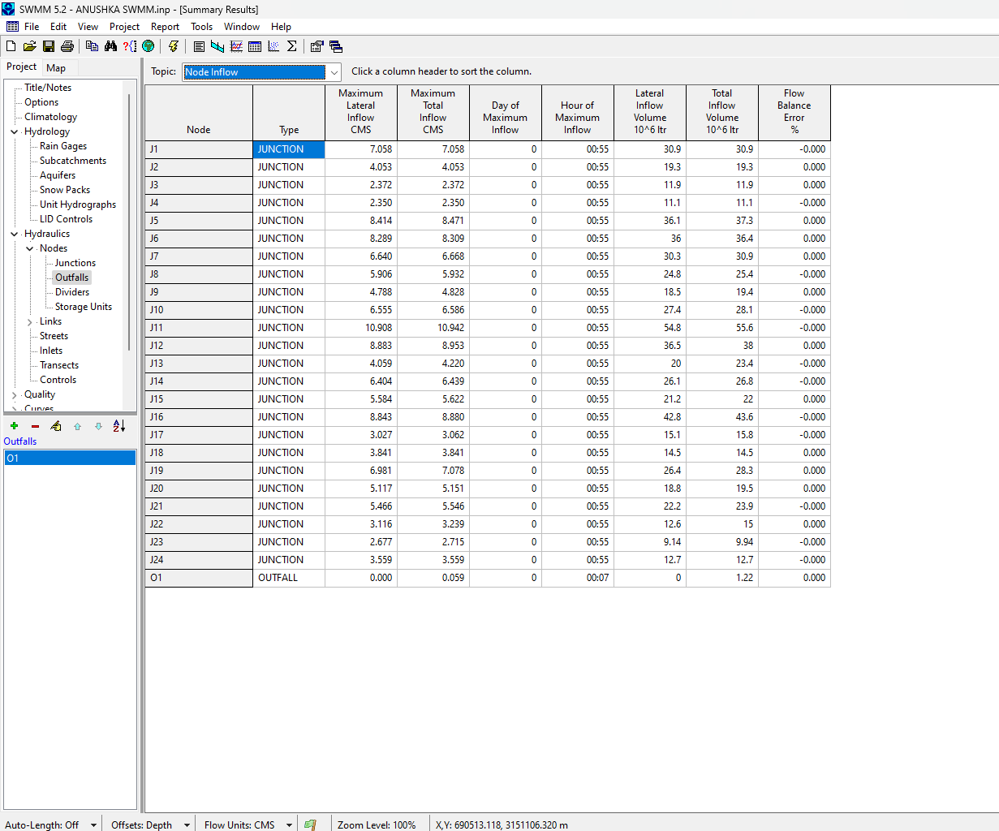 SWMM 5.2 - ANUSHKA SWMM.inp - [Summary Results]
File Edit View Project Report Tools Window Help
Project Map
Title/Notes
Options
Climatology
Hydrology
Rain Gages
Subcatchments
Aquifers
Snow Packs
Unit Hydrographs
LID Controls
Hydraulics
Nodes
Junctions
Outfalls
Dividers
Storage Units
Links
Streets
Inlets
Transects
Controls
Quality
Curves
Outfalls
O1
Topic: Node Inflow Click a column header to sort the column.
Node Type Maximum Lateral Inflow CMS Maximum Total Inflow CMS Day of Maximum Inflow Hour of Maximum Inflow Lateral Inflow Volume 10^6 ltr Total Inflow Volume 10^6 ltr Flow Balance Error %
J1 JUNCTION 7.058 7.058 0 00:55 30.9 30.9 -0.000
J2 JUNCTION 4.053 4.053 0 00:55 19.3 19.3 0.000
J3 JUNCTION 2.372 2.372 0 00:55 11.9 11.9 0.000
J4 JUNCTION 2.350 2.350 0 00:55 11.1 11.1 -0.000
J5 JUNCTION 8.414 8.471 0 00:55 36.1 37.3 0.000
J6 JUNCTION 8.289 8.309 0 00:55 36 36.4 0.000
J7 JUNCTION 6.640 6.668 0 00:55 30.3 30.9 0.000
J8 JUNCTION 5.906 5.932 0 00:55 24.8 25.4 -0.000
J9 JUNCTION 4.788 4.828 0 00:55 18.5 19.4 0.000
J10 JUNCTION 6.555 6.586 0 00:55 27.4 28.1 -0.000
J11 JUNCTION 10.908 10.942 0 00:55 54.8 55.6 -0.000
J12 JUNCTION 8.883 8.953 0 00:55 36.5 38 0.000
J13 JUNCTION 4.059 4.220 0 00:55 20 23.4 -0.000
J14 JUNCTION 6.404 6.439 0 00:55 26.1 26.8 -0.000
J15 JUNCTION 5.584 5.622 0 00:55 21.2 22 0.000
J16 JUNCTION 8.843 8.880 0 00:55 42.8 43.6 -0.000
J17 JUNCTION 3.027 3.062 0 00:55 15.1 15.8 -0.000
J18 JUNCTION 3.841 3.841 0 00:55 14.5 14.5 0.000
J19 JUNCTION 6.981 7.078 0 00:55 26.4 28.3 0.000
J20 JUNCTION 5.117 5.151 0 00:55 18.8 19.5 0.000
J21 JUNCTION 5.466 5.546 0 00:55 22.2 23.9 -0.000
J22 JUNCTION 3.116 3.239 0 00:55 12.6 15 0.000
J23 JUNCTION 2.677 2.715 0 00:55 9.14 9.94 -0.000
J24 JUNCTION 3.559 3.559 0 00:55 12.7 12.7 -0.000
O1 OUTFALL 0.000 0.059 0 00:07 0 1.22 0.000
Auto-Length: Off Offsets: Depth Flow Units: CMS Zoom Level: 100% X,Y: 690513.118, 3151106.320 m